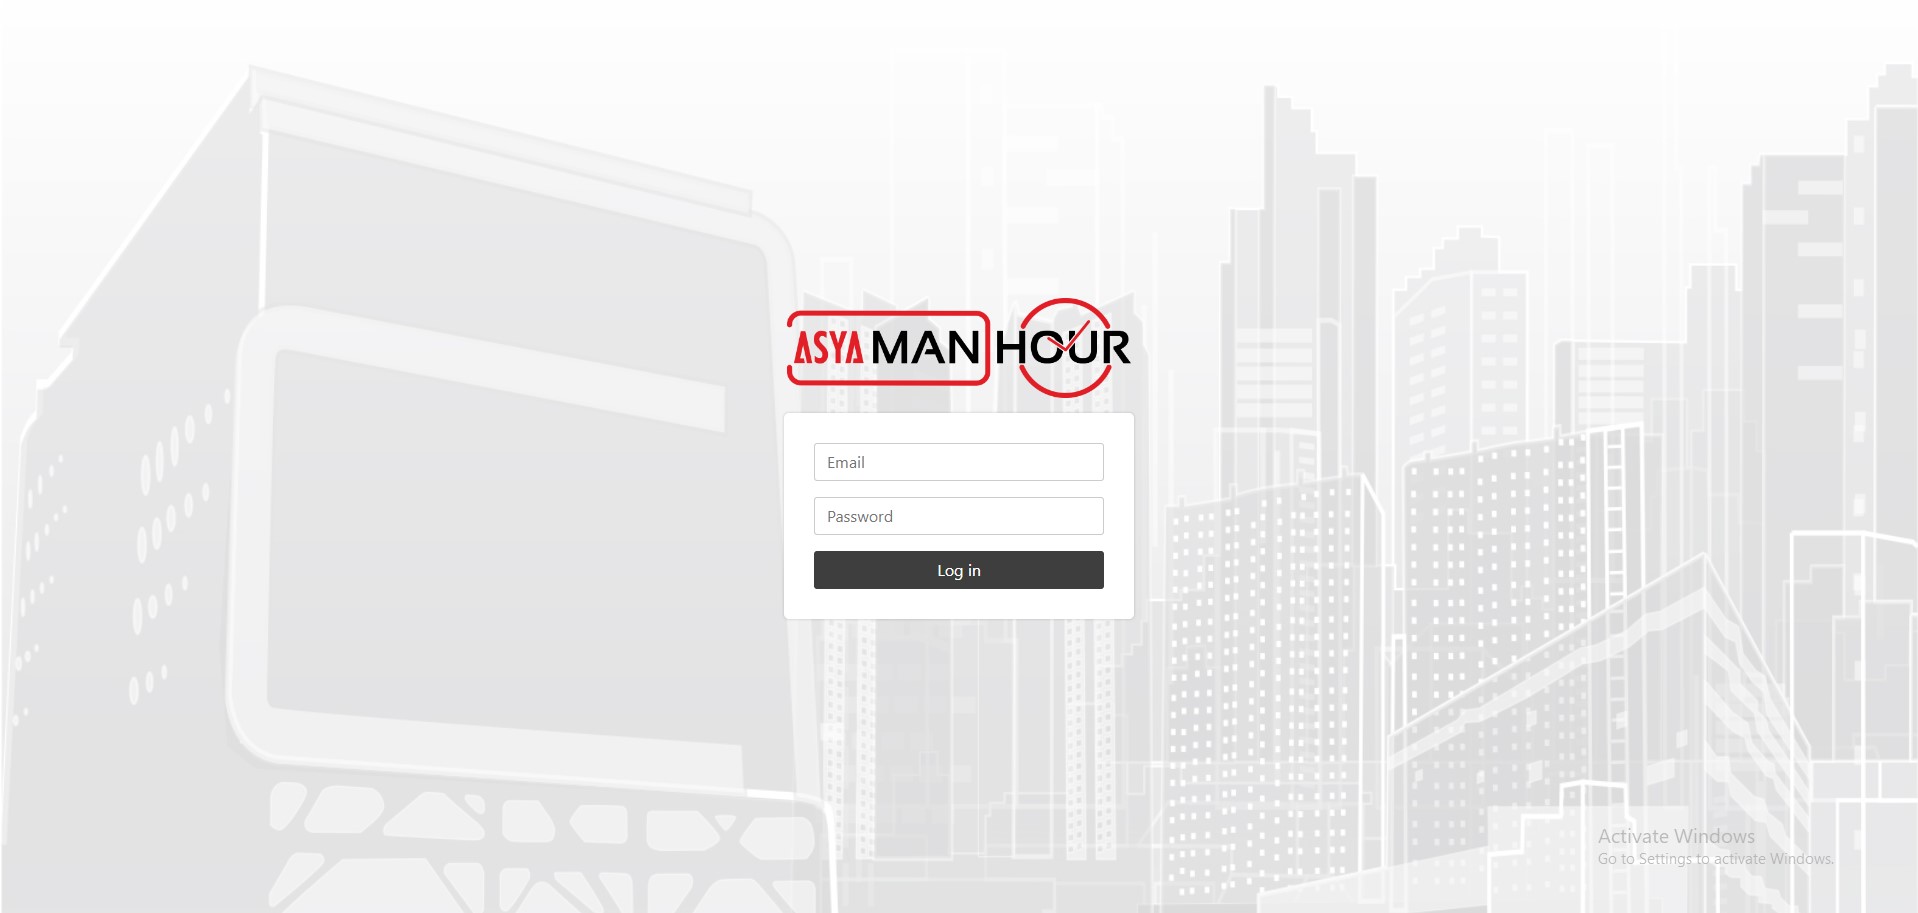 ASYA MAN HOUR
Email
Password
Log in
Activate Windows
Go to Settings to activate Windows.